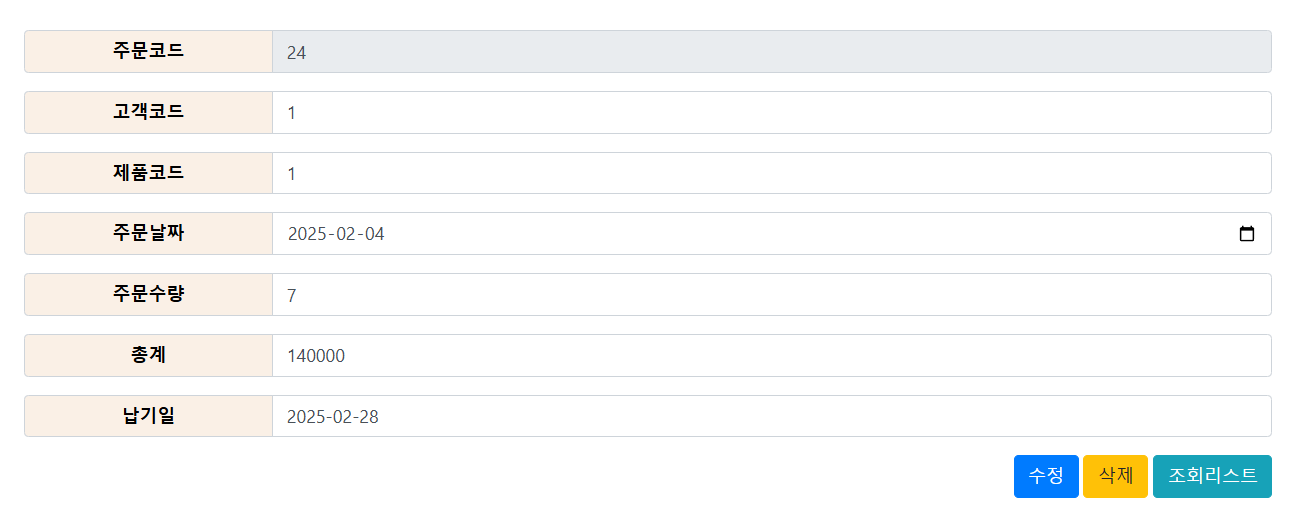 주문코드 24
고객코드 1
제품코드 1
주문날짜 2025-02-04
주문수량 7
총계 140000
납기일 2025-02-28
수정 삭제 조회리스트